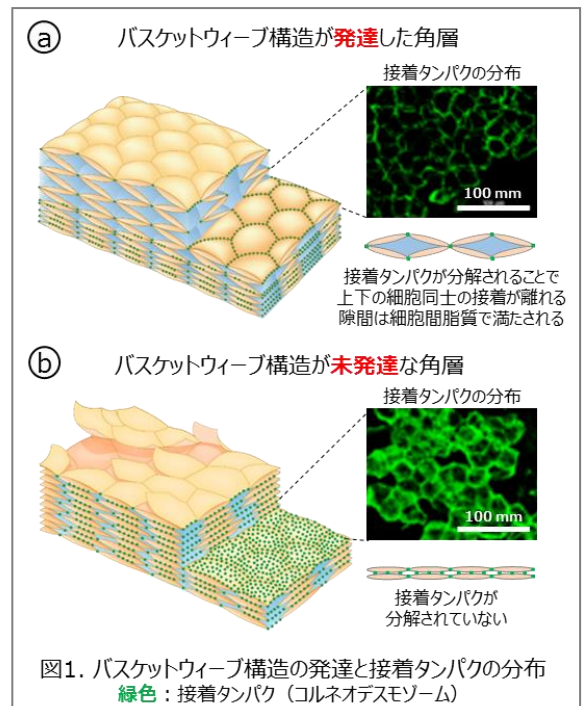 ⓐ バスケットウィーブ構造が発達した角層
接着タンパクの分布
100 mm
接着タンパクが分解されることで
上下の細胞同士の接着が離れる
隙間は細胞間脂質で満たされる
ⓑ バスケットウィーブ構造が未発達な角層
接着タンパクの分布
100 mm
接着タンパクが
分解されていない
図1. バスケットウィーブ構造の発達と接着タンパクの分布
緑色：接着タンパク（コルネオデスモゾーム）